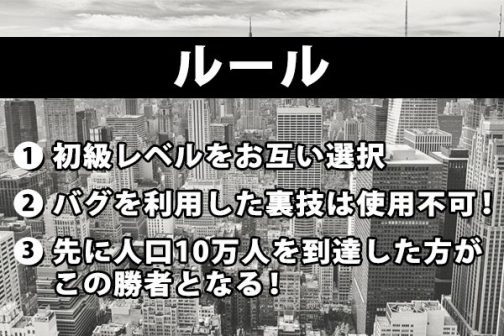 ルール
❶ 初級レベルをお互い選択
❷ バグを利用した裏技は使用不可!
❸ 先に人口10万人を到達した方が
この勝者となる!